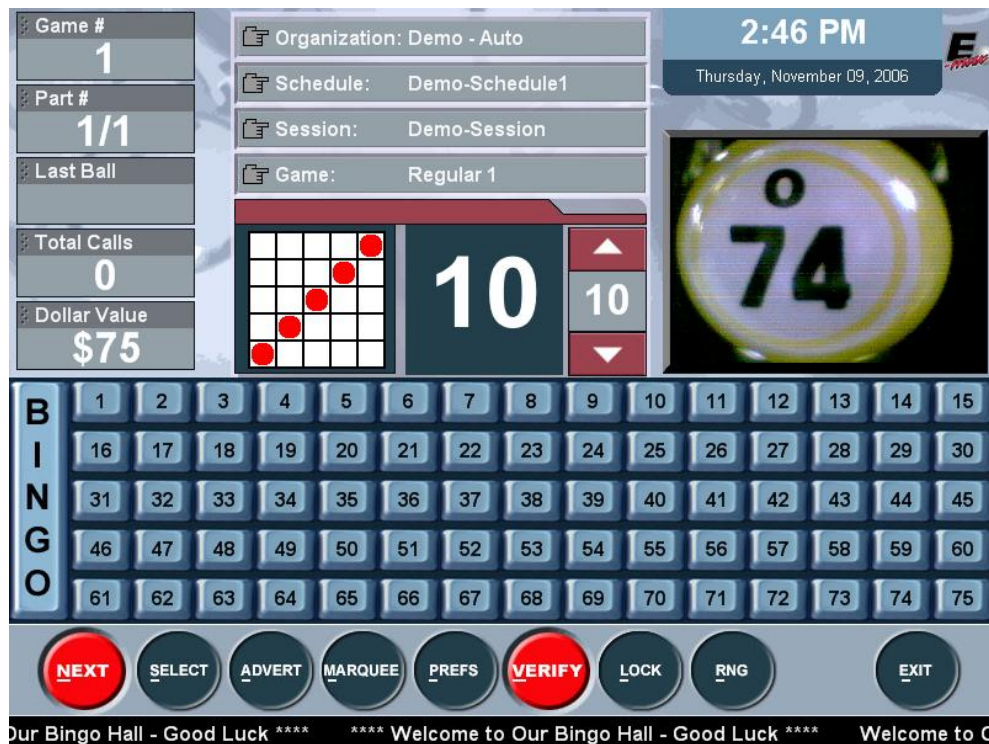 Game #
1
Part #
1/1
Last Ball
Total Calls
0
Dollar Value
$75
Organization: Demo - Auto
Schedule: Demo-Schedule1
Session: Demo-Session
Game: Regular 1
10
10
2:46 PM
Thursday, November 09, 2006
E
-max
O
74
B 1 2 3 4 5 6 7 8 9 10 11 12 13 14 15
I 16 17 18 19 20 21 22 23 24 25 26 27 28 29 30
N 31 32 33 34 35 36 37 38 39 40 41 42 43 44 45
G 46 47 48 49 50 51 52 53 54 55 56 57 58 59 60
O 61 62 63 64 65 66 67 68 69 70 71 72 73 74 75
NEXT SELECT ADVERT MARQUEE PREFS VERIFY LOCK RNG EXIT
Our Bingo Hall - Good Luck **** **** Welcome to Our Bingo Hall - Good Luck **** Welcome to